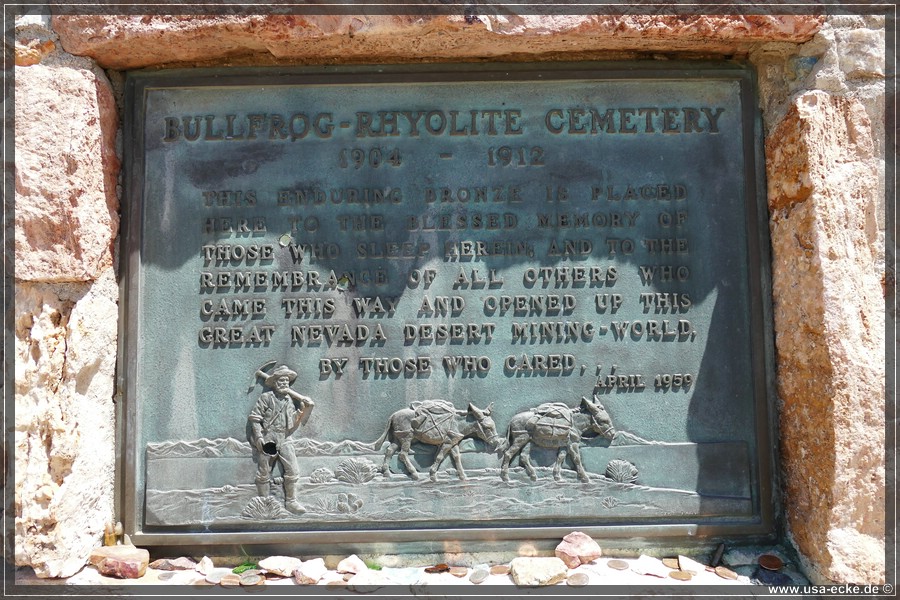 BULLFROG-RHYOLITE CEMETERY
1904 - 1912
THIS ENDURING BRONZE IS PLACED
HERE TO THE BLESSED MEMORY OF
THOSE WHO SLEEP HEREIN, AND TO THE
REMEMBRANCE OF ALL OTHERS WHO
CAME THIS WAY AND OPENED UP THIS
GREAT NEVADA DESERT MINING-WORLD,
BY THOSE WHO CARED. . .
APRIL 1959
www.usa-ecke.de ©